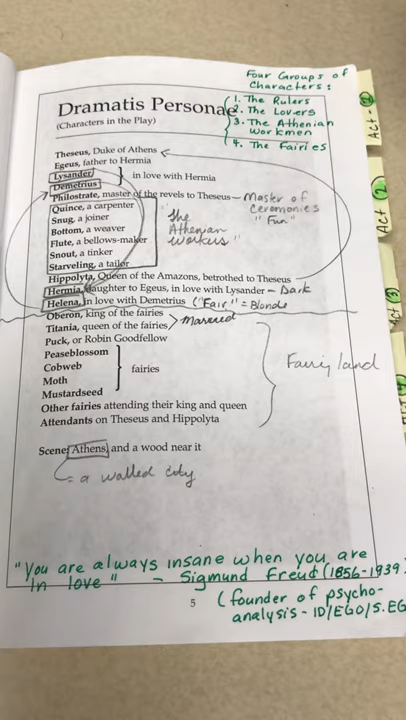 Four Groups of
Characters:
1. The Rulers
2. The Lovers
3. The Athenian
Workmen
4. The Fairies
Dramatis Personae
(Characters in the Play)
Theseus, Duke of Athens
Egeus, father to Hermia
Lysander
Demetrius
in love with Hermia
Philostrate, master of the revels to Theseus – Master of
Ceremonies
"Fun"
Quince, a carpenter
Snug, a joiner
Bottom, a weaver
Flute, a bellows-maker
Snout, a tinker
Starveling, a tailor
"The
Athenian
workers"
Hippolyta, Queen of the Amazons, betrothed to Theseus
Hermia, daughter to Egeus, in love with Lysander – Dark
Helena, in love with Demetrius ("Fair" = Blonde
Oberon, king of the fairies
Titania, queen of the fairies
Married
Puck, or Robin Goodfellow
Peaseblossom
Cobweb
Moth
Mustardseed
fairies
Fairy land
Other fairies attending their king and queen
Attendants on Theseus and Hippolyta
Scene: Athens, and a wood near it
= a walled city
"You are always insane when you are
in love" – Sigmund Freud (1856-1939
(founder of psycho-
analysis - ID/EGO/S.EG
5
Act
Act 2
Act 3